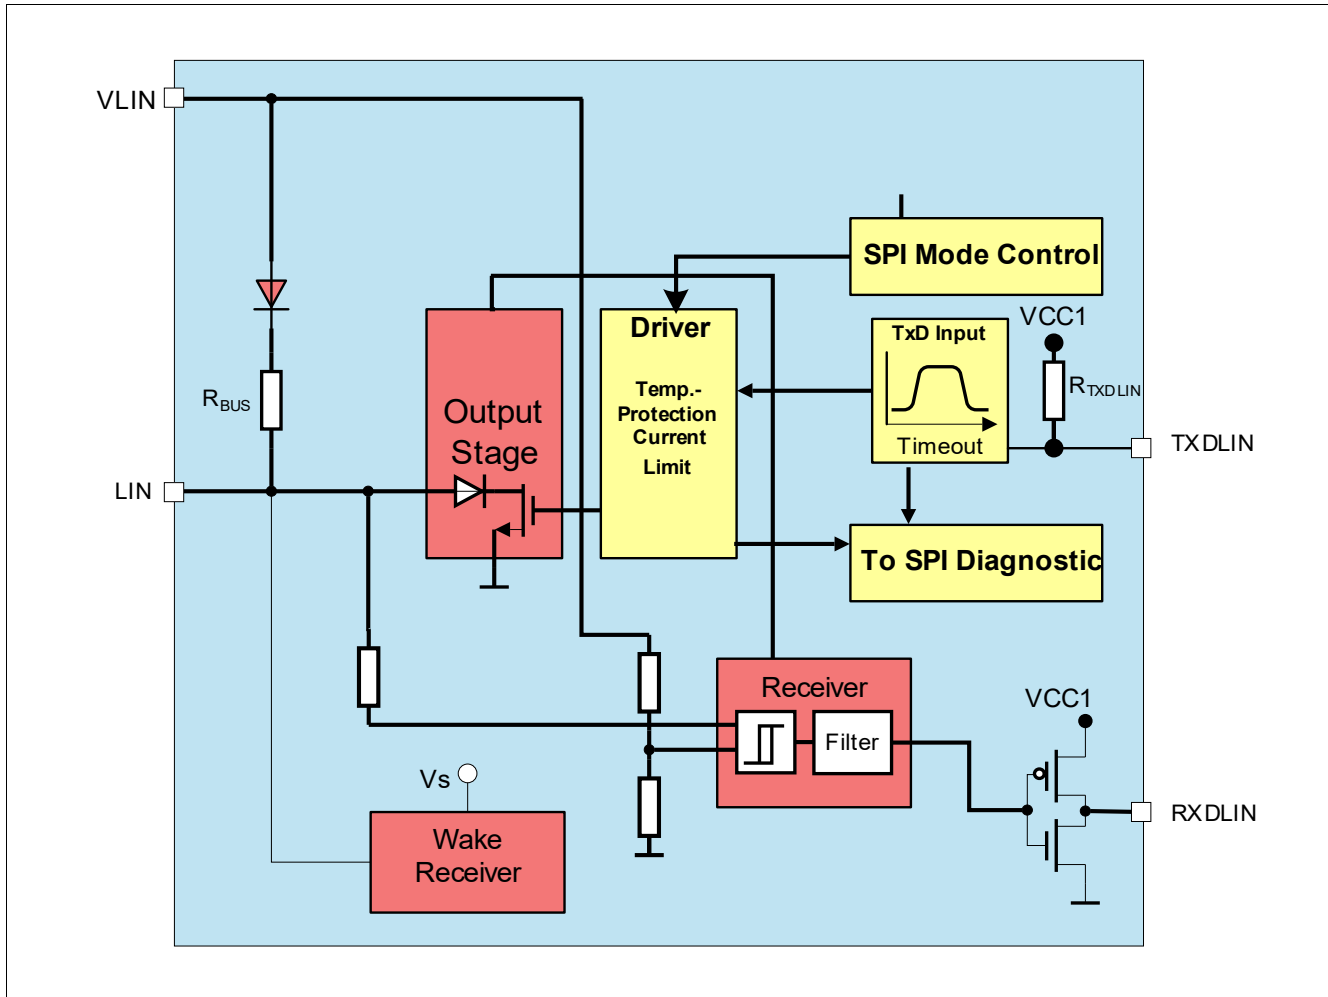 VLIN
SPI Mode Control
VCC1
Driver
TxD Input
Temp.-
Protection
Current
Limit
RTXDLIN
RBUS
Output
Stage
Timeout
TXDLIN
LIN
To SPI Diagnostic
Receiver
VCC1
Filter
Vs
RXDLIN
Wake
Receiver